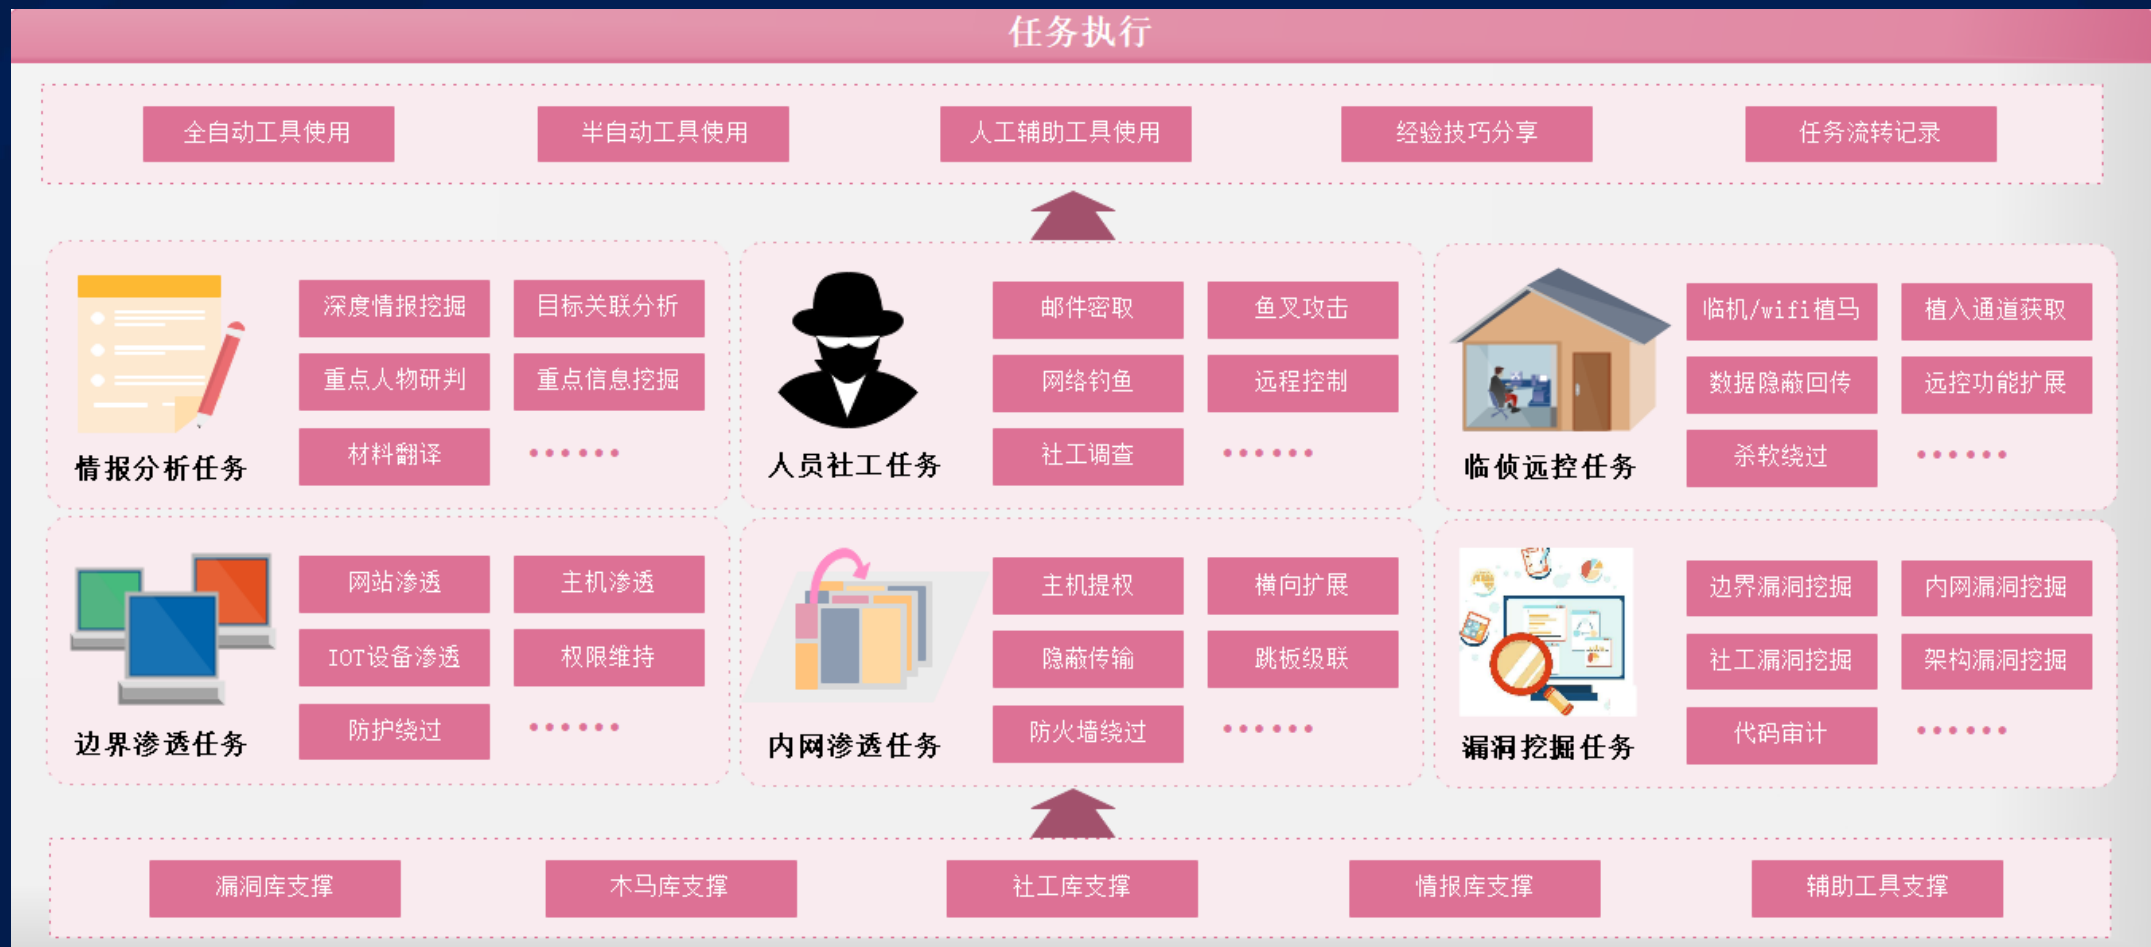 任务执行
全自动工具使用
半自动工具使用
人工辅助工具使用
经验技巧分享
任务流转记录
深度情报挖掘
目标关联分析
重点人物研判
重点信息挖掘
材料翻译
······
情报分析任务
邮件密取
鱼叉攻击
网络钓鱼
远程控制
社工调查
······
人员社工任务
临机/wifi植马
植入通道获取
数据隐蔽回传
远控功能扩展
杀软绕过
······
临侦远控任务
网站渗透
主机渗透
IOT设备渗透
权限维持
防护绕过
······
边界渗透任务
主机提权
横向扩展
隐蔽传输
跳板级联
防火墙绕过
······
内网渗透任务
边界漏洞挖掘
内网漏洞挖掘
社工漏洞挖掘
架构漏洞挖掘
代码审计
······
漏洞挖掘任务
漏洞库支撑
木马库支撑
社工库支撑
情报库支撑
辅助工具支撑